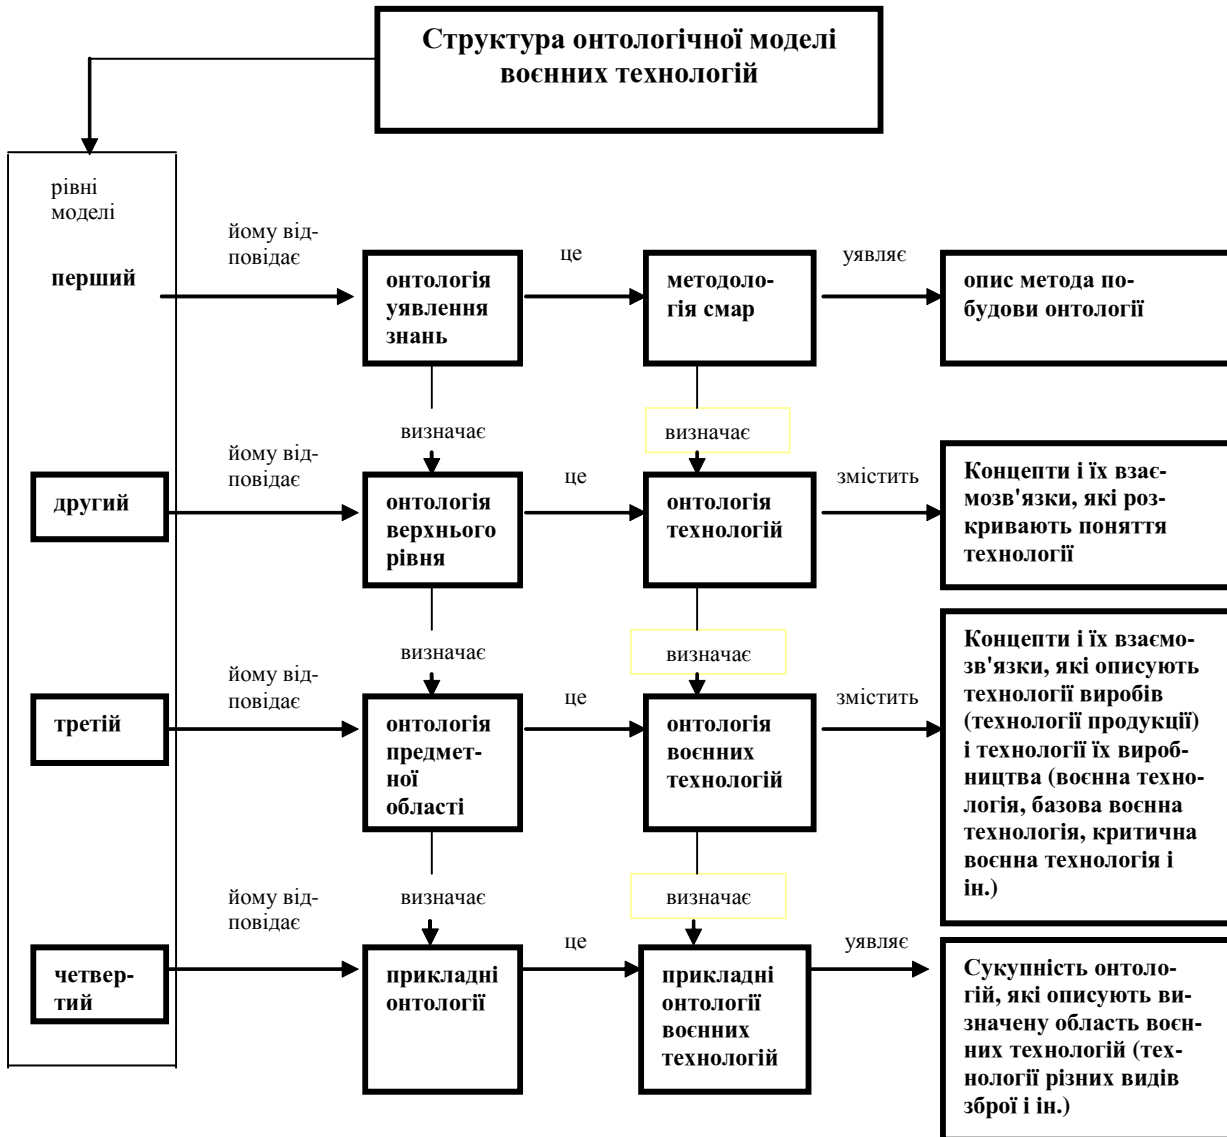 Структура онтологічної моделі
воєнних технологій
рівні
моделі
перший
йому від-
повідає
онтологія
уявлення
знань
це
методоло-
гія смар
уявляє
опис метода по-
будови онтології
визначає
визначає
другий
йому від-
повідає
онтологія
верхнього
рівня
це
онтологія
технологій
змістить
Концепти і їх взає-
мозв'язки, які роз-
кривають поняття
технології
визначає
визначає
третій
йому від-
повідає
онтологія
предмет-
ної
області
це
онтологія
воєнних
технологій
змістить
Концепти і їх взаємо-
зв'язки, які описують
технології виробів
(технології продукції)
і технології їх вироб-
ництва (воєнна техно-
логія, базова воєнна
технологія, критична
воєнна технологія і
ін.)
визначає
визначає
четвер-
тий
йому від-
повідає
прикладні
онтології
це
прикладні
онтології
воєнних
технологій
уявляє
Сукупність онтоло-
гій, які описують ви-
значену область воєн-
них технологій (тех-
нології різних видів
зброї і ін.)